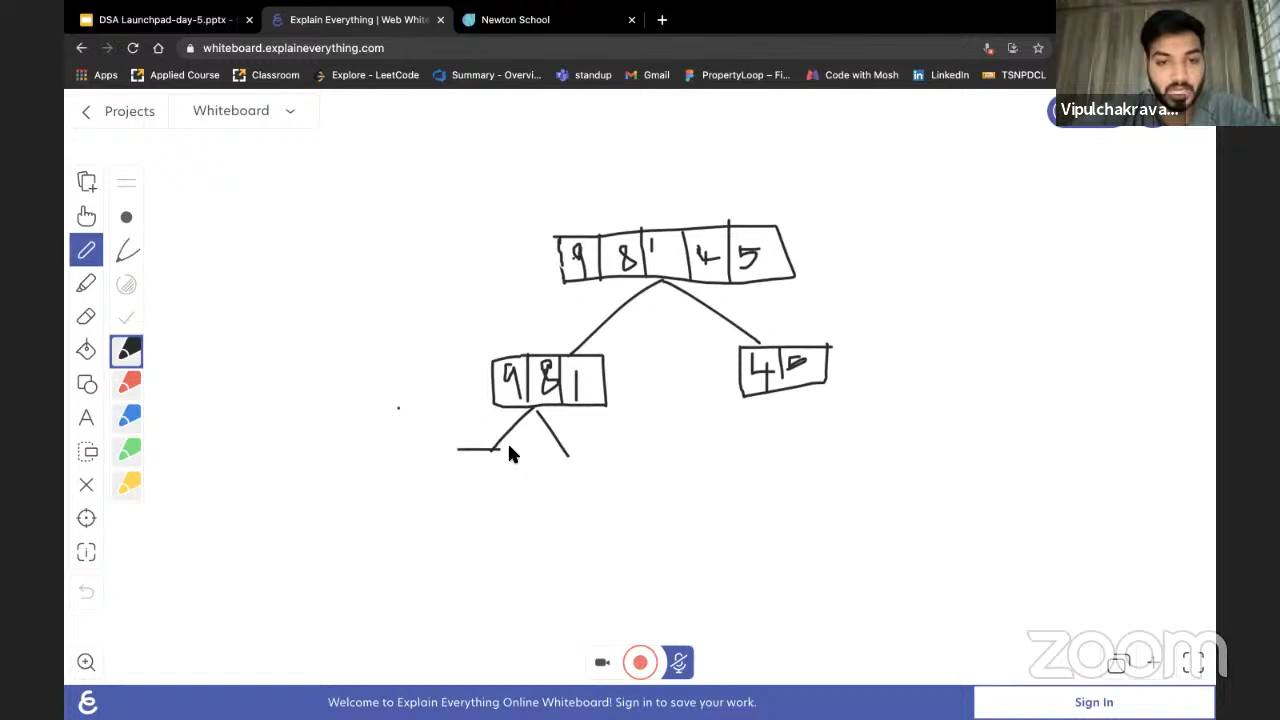 DSA Launchpad-day-5.pptx -
Explain Everything | Web White
Newton School
whiteboard.explaineverything.com
Apps
Applied Course
Classroom
Explore - LeetCode
Summary - Overvi...
standup
Gmail
PropertyLoop – Fi...
Code with Mosh
LinkedIn
TSNPDCL
Vipulchakrava...
Projects
Whiteboard
9 8 1 4 5
9 8 1
4 5
A
zoom
Welcome to Explain Everything Online Whiteboard! Sign in to save your work.
Sign In